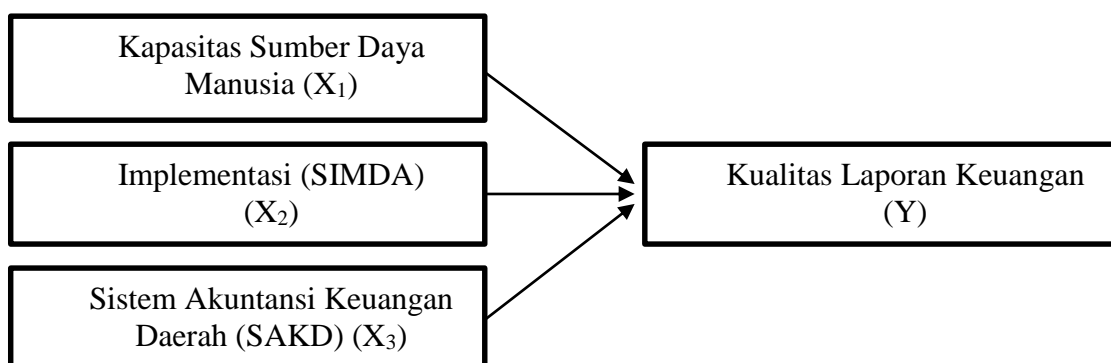 Kapasitas Sumber Daya
Manusia (X₁)
Implementasi (SIMDA)
(X₂)
Sistem Akuntansi Keuangan
Daerah (SAKD) (X₃)
Kualitas Laporan Keuangan
(Y)